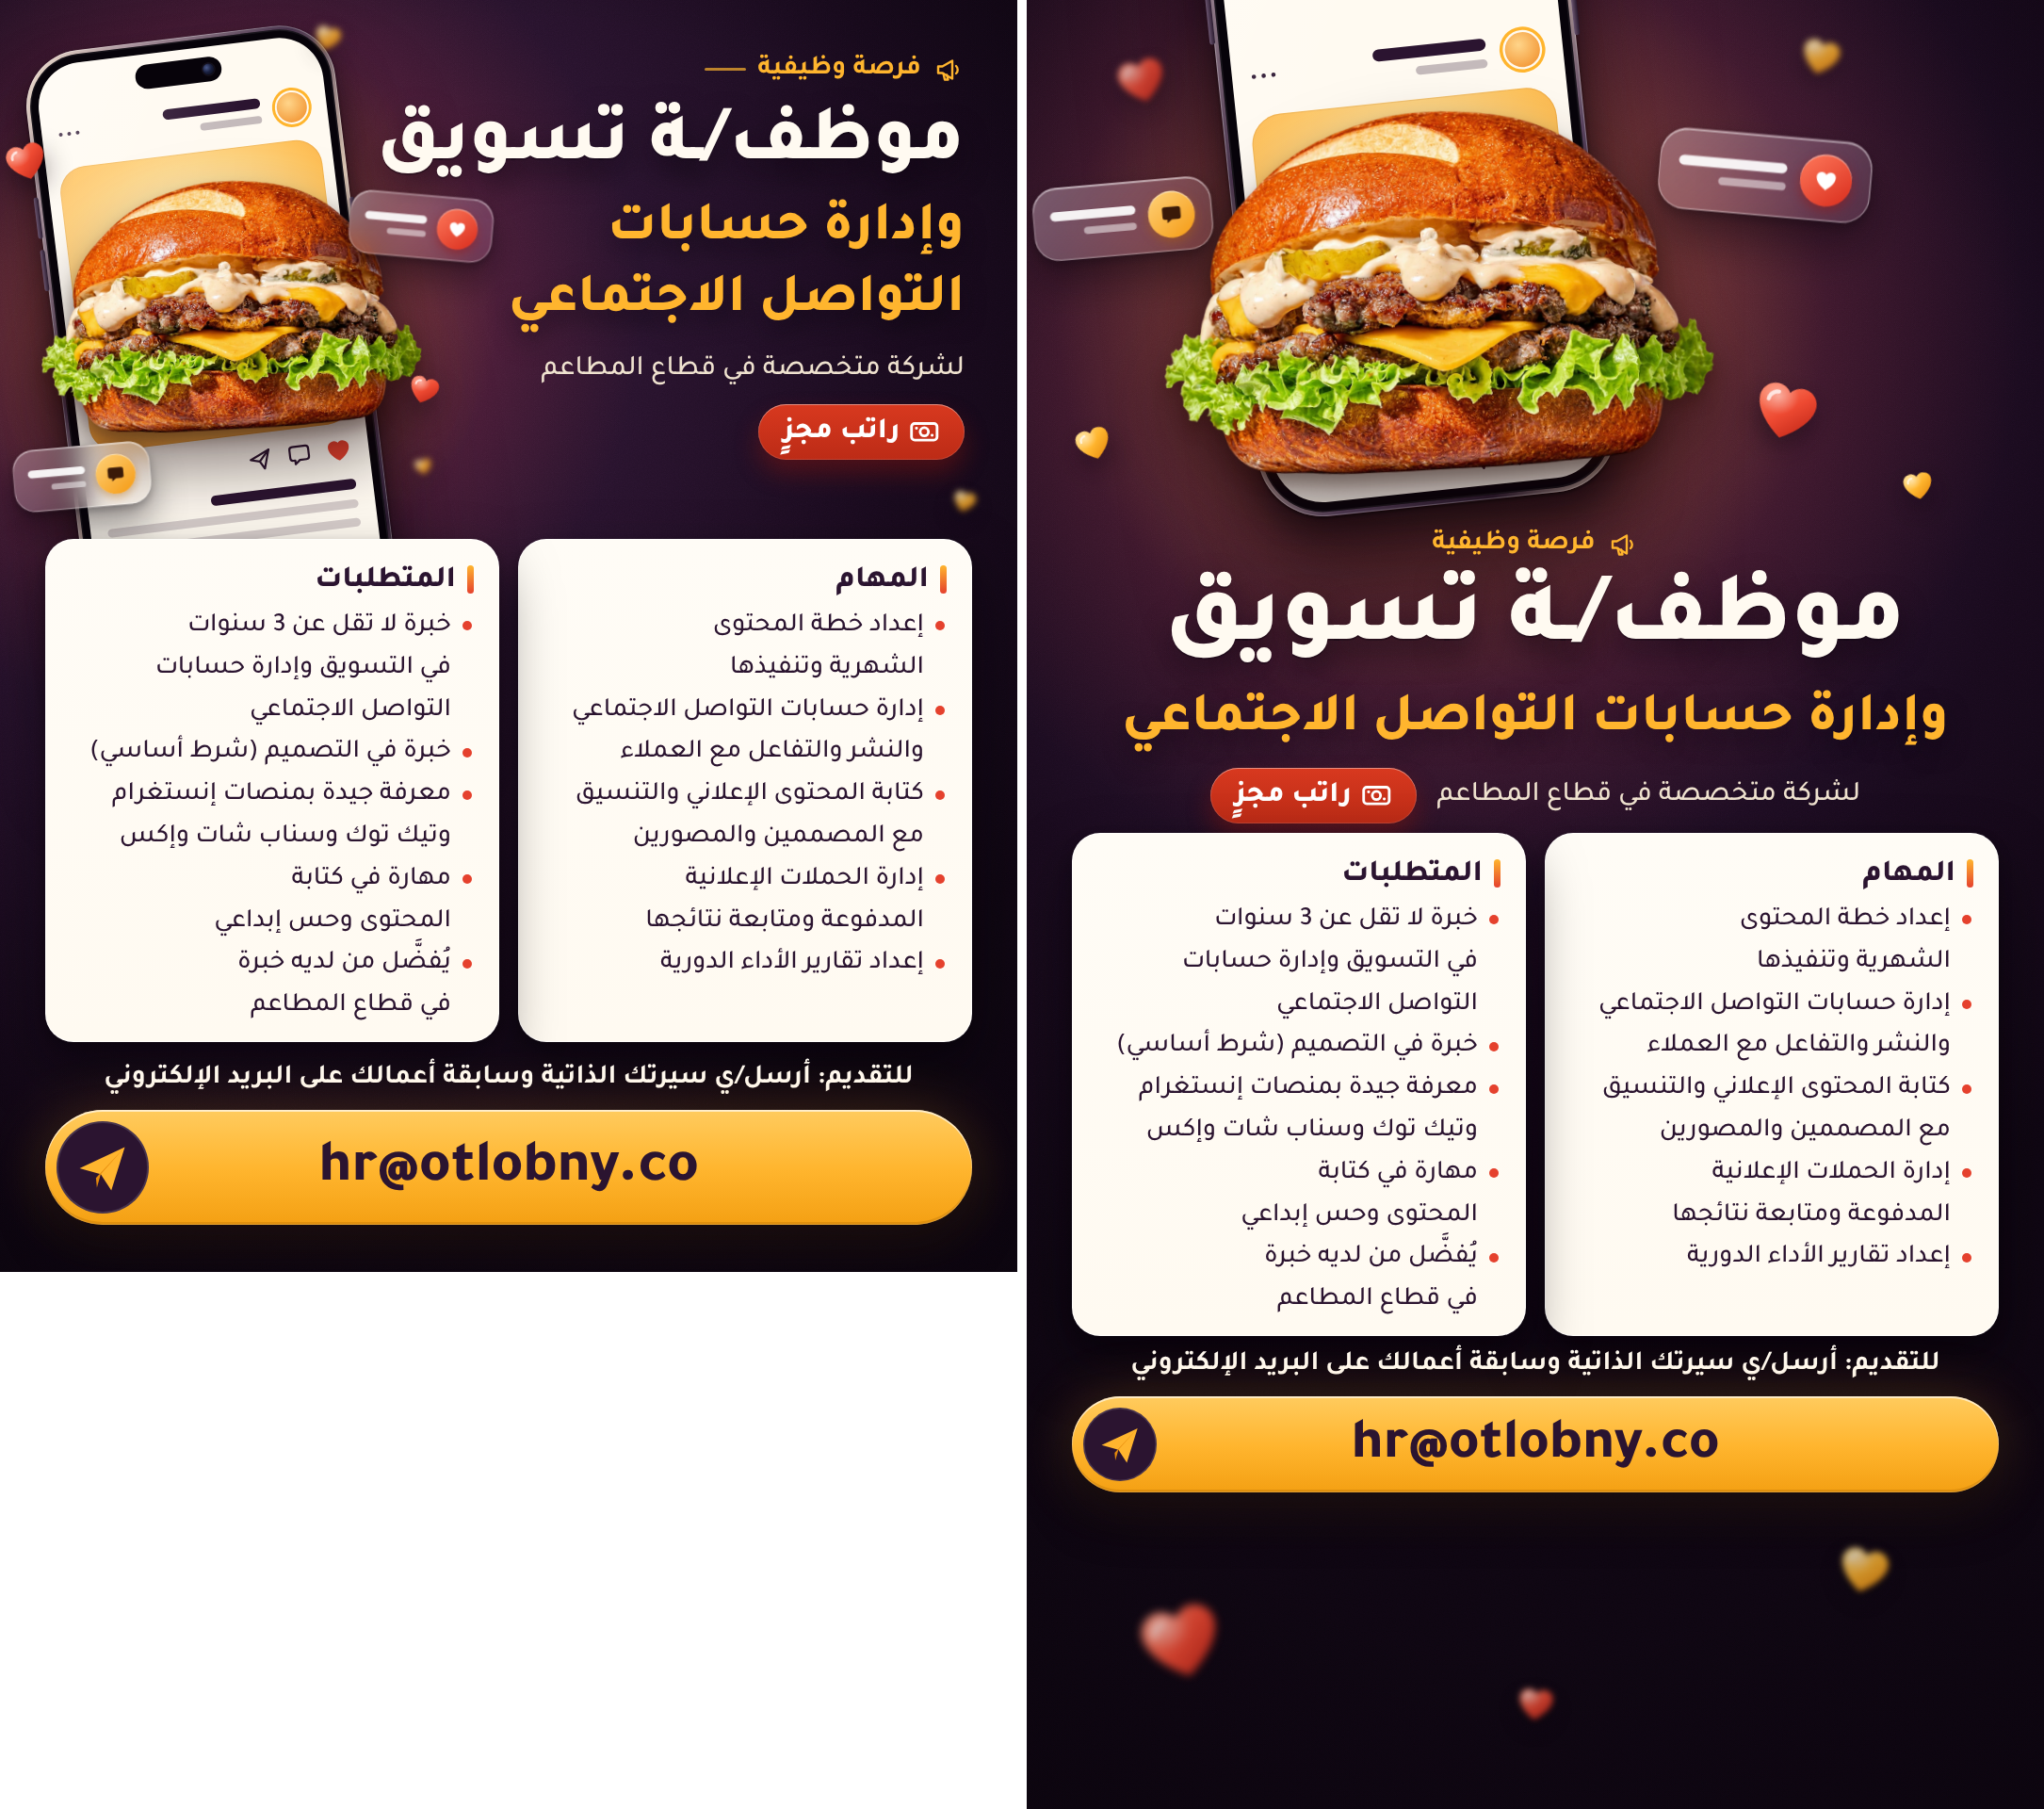 فرصة وظيفية
موظف/ـة تسويق
وإدارة حسابات
التواصل الاجتماعي
لشركة متخصصة في قطاع المطاعم
راتب مجزٍ
المهام
إعداد خطة المحتوى
الشهرية وتنفيذها
إدارة حسابات التواصل الاجتماعي
والنشر والتفاعل مع العملاء
كتابة المحتوى الإعلاني والتنسيق
مع المصممين والمصورين
إدارة الحملات الإعلانية
المدفوعة ومتابعة نتائجها
إعداد تقارير الأداء الدورية
المتطلبات
خبرة لا تقل عن 3 سنوات
في التسويق وإدارة حسابات
التواصل الاجتماعي
خبرة في التصميم (شرط أساسي)
معرفة جيدة بمنصات إنستغرام
وتيك توك وسناب شات وإكس
مهارة في كتابة
المحتوى وحس إبداعي
يُفضَّل من لديه خبرة
في قطاع المطاعم
للتقديم: أرسل/ي سيرتك الذاتية وسابقة أعمالك على البريد الإلكتروني
hr@otlobny.co
فرصة وظيفية
موظف/ـة تسويق
وإدارة حسابات التواصل الاجتماعي
لشركة متخصصة في قطاع المطاعم
راتب مجزٍ
المهام
إعداد خطة المحتوى
الشهرية وتنفيذها
إدارة حسابات التواصل الاجتماعي
والنشر والتفاعل مع العملاء
كتابة المحتوى الإعلاني والتنسيق
مع المصممين والمصورين
إدارة الحملات الإعلانية
المدفوعة ومتابعة نتائجها
إعداد تقارير الأداء الدورية
المتطلبات
خبرة لا تقل عن 3 سنوات
في التسويق وإدارة حسابات
التواصل الاجتماعي
خبرة في التصميم (شرط أساسي)
معرفة جيدة بمنصات إنستغرام
وتيك توك وسناب شات وإكس
مهارة في كتابة
المحتوى وحس إبداعي
يُفضَّل من لديه خبرة
في قطاع المطاعم
للتقديم: أرسل/ي سيرتك الذاتية وسابقة أعمالك على البريد الإلكتروني
hr@otlobny.co